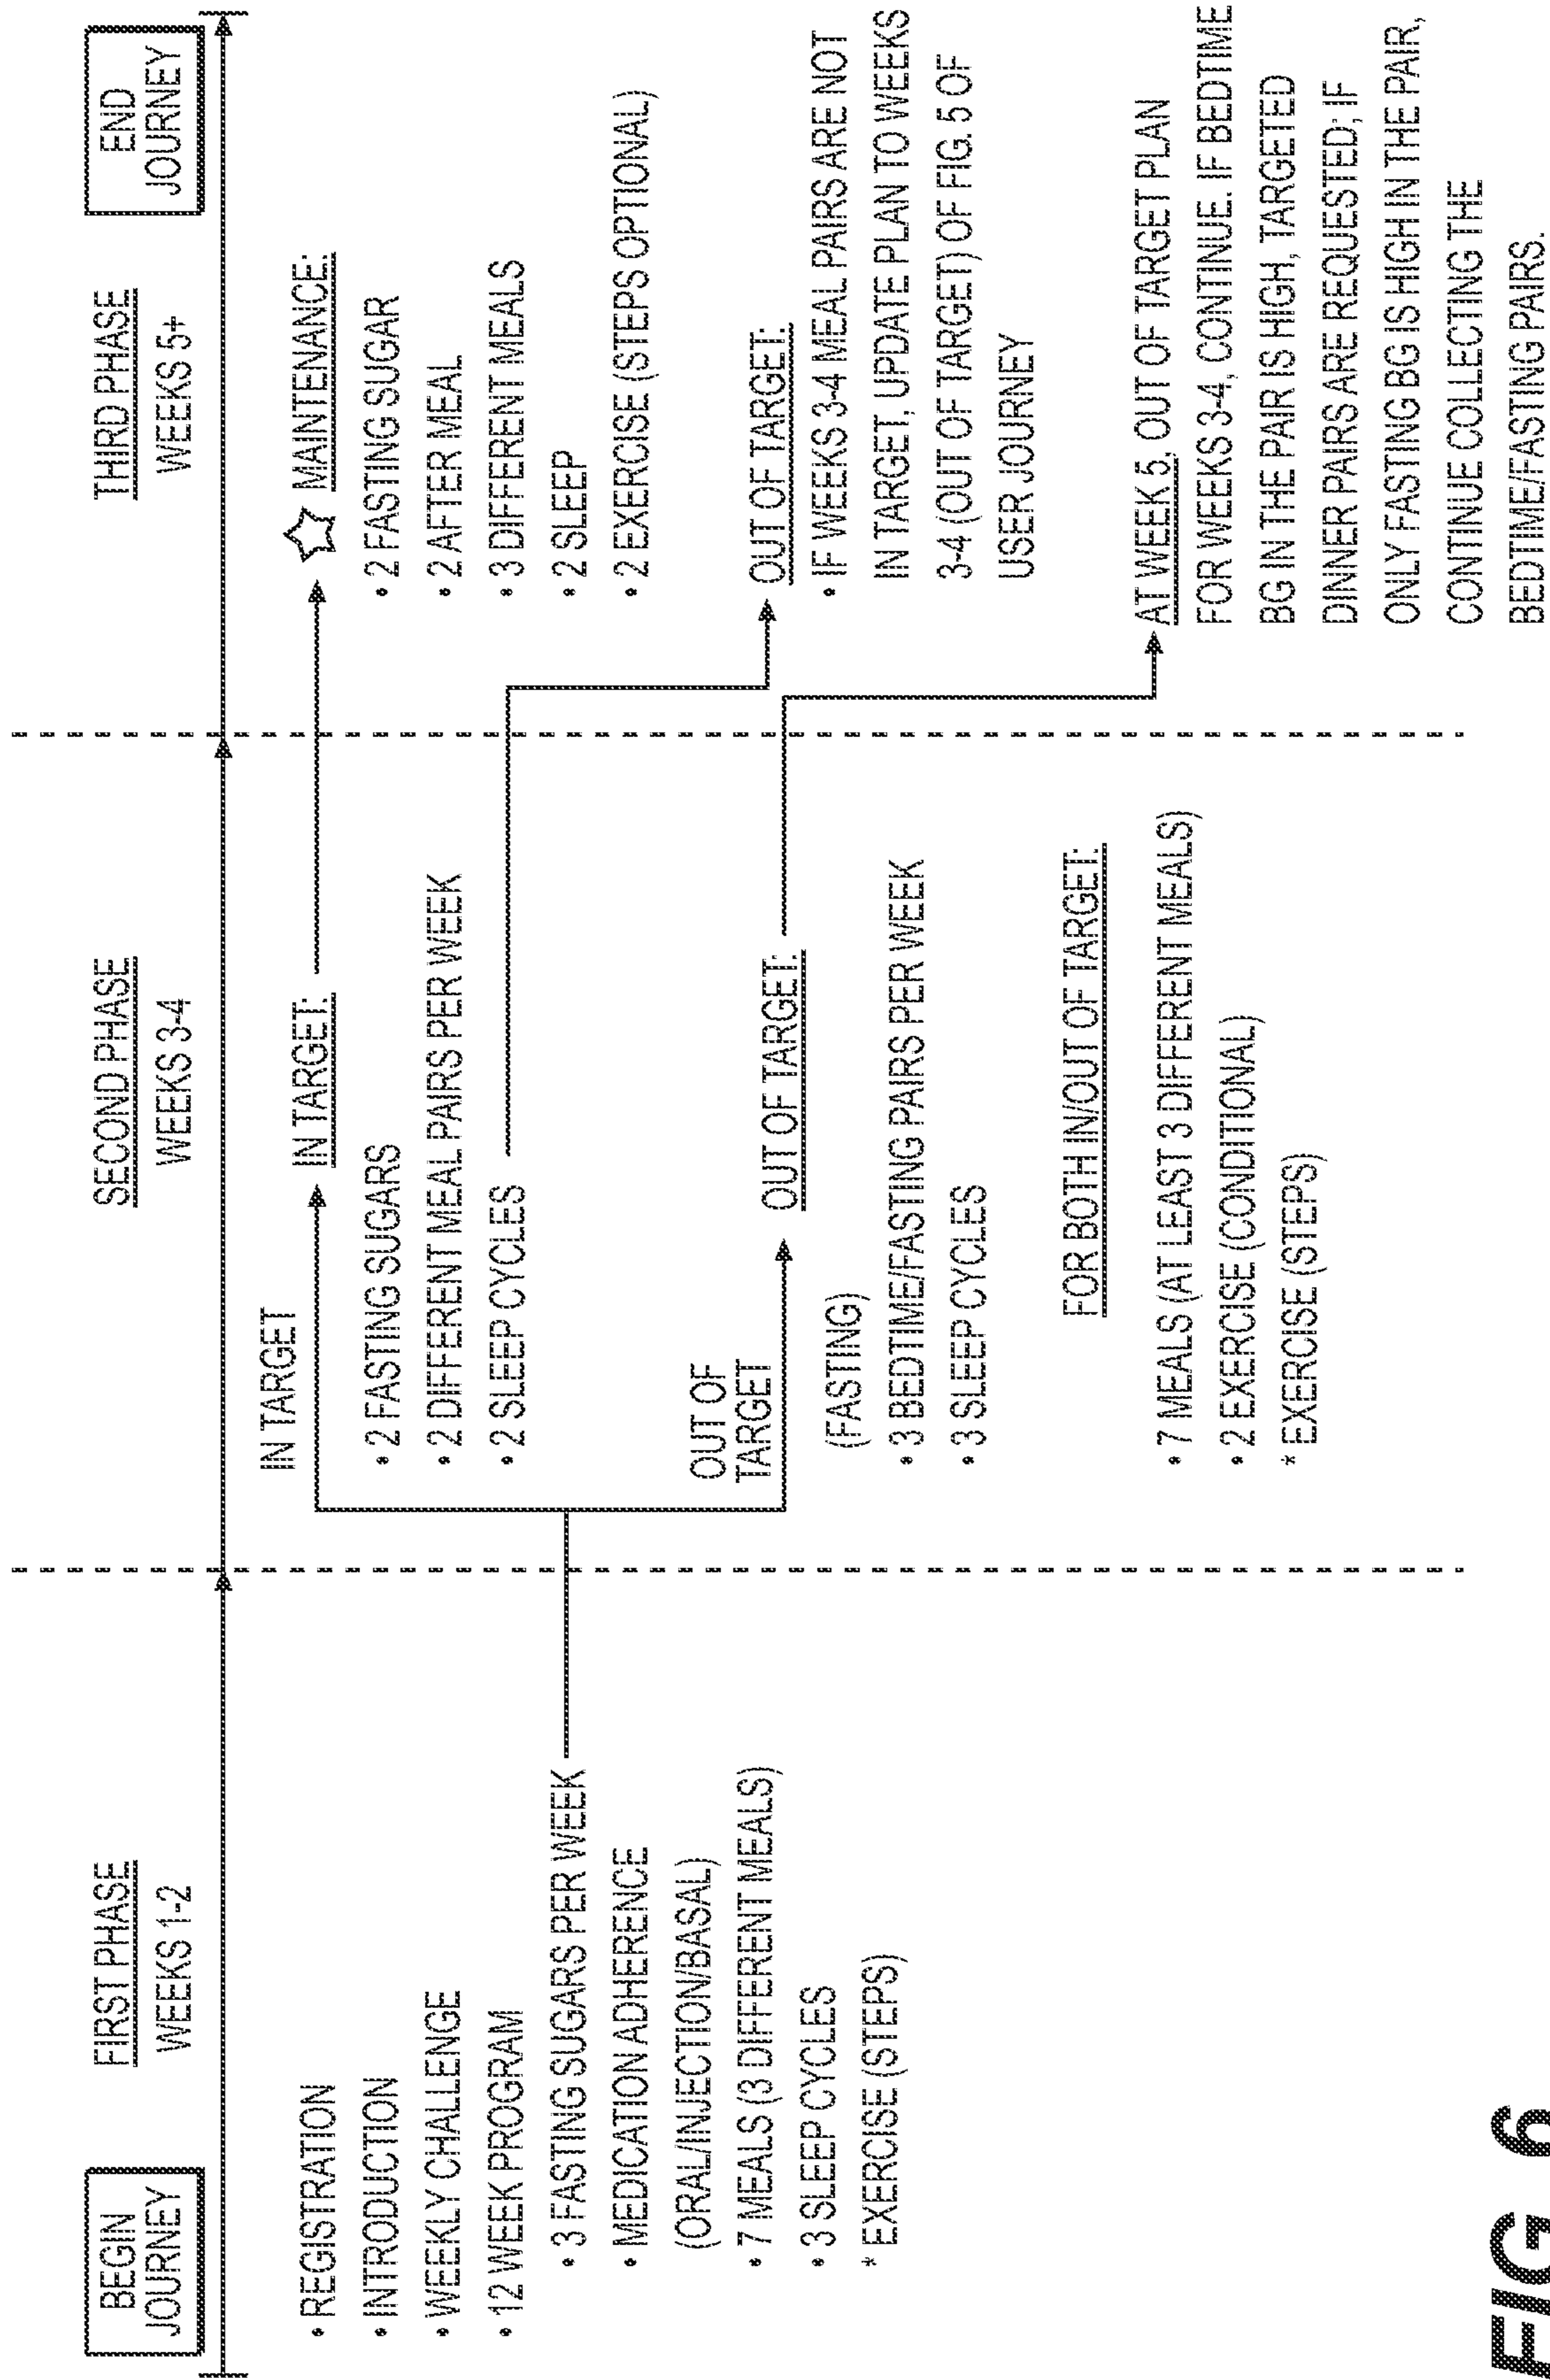 BEGIN
JOURNEY
FIRST PHASE
WEEKS 1-2
SECOND PHASE
WEEKS 3-4
THIRD PHASE
WEEKS 5+
END
JOURNEY
• REGISTRATION
• INTRODUCTION
• WEEKLY CHALLENGE
• 12 WEEK PROGRAM
• 3 FASTING SUGARS PER WEEK
• MEDICATION ADHERENCE
(ORAL/INJECTION/BASAL)
• 7 MEALS (3 DIFFERENT MEALS)
• 3 SLEEP CYCLES
* EXERCISE (STEPS)
IN TARGET
IN TARGET:
• 2 FASTING SUGARS
• 2 DIFFERENT MEAL PAIRS PER WEEK
• 2 SLEEP CYCLES
OUT OF
TARGET
OUT OF TARGET:
(FASTING)
• 3 BEDTIME/FASTING PAIRS PER WEEK
• 3 SLEEP CYCLES
FOR BOTH IN/OUT OF TARGET:
• 7 MEALS (AT LEAST 3 DIFFERENT MEALS)
• 2 EXERCISE (CONDITIONAL)
* EXERCISE (STEPS)
MAINTENANCE:
• 2 FASTING SUGAR
• 2 AFTER MEAL
• 3 DIFFERENT MEALS
• 2 SLEEP
• 2 EXERCISE (STEPS OPTIONAL)
OUT OF TARGET:
• IF WEEKS 3-4 MEAL PAIRS ARE NOT
IN TARGET, UPDATE PLAN TO WEEKS
3-4 (OUT OF TARGET) OF FIG. 5 OF
USER JOURNEY
AT WEEK 5, OUT OF TARGET PLAN
FOR WEEKS 3-4, CONTINUE. IF BEDTIME
BG IN THE PAIR IS HIGH, TARGETED
DINNER PAIRS ARE REQUESTED; IF
ONLY FASTING BG IS HIGH IN THE PAIR,
CONTINUE COLLECTING THE
BEDTIME/FASTING PAIRS.
FIG 6